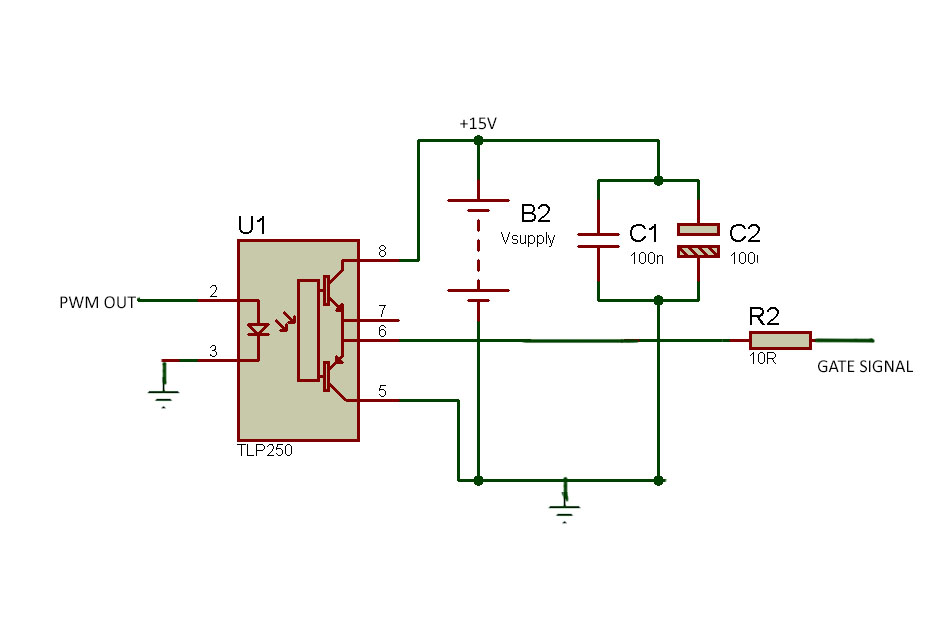 +15V
B2
Vsupply
C1
100n
C2
100u
U1
8
2
PWM OUT
7
6
3
5
TLP250
R2
10R
GATE SIGNAL